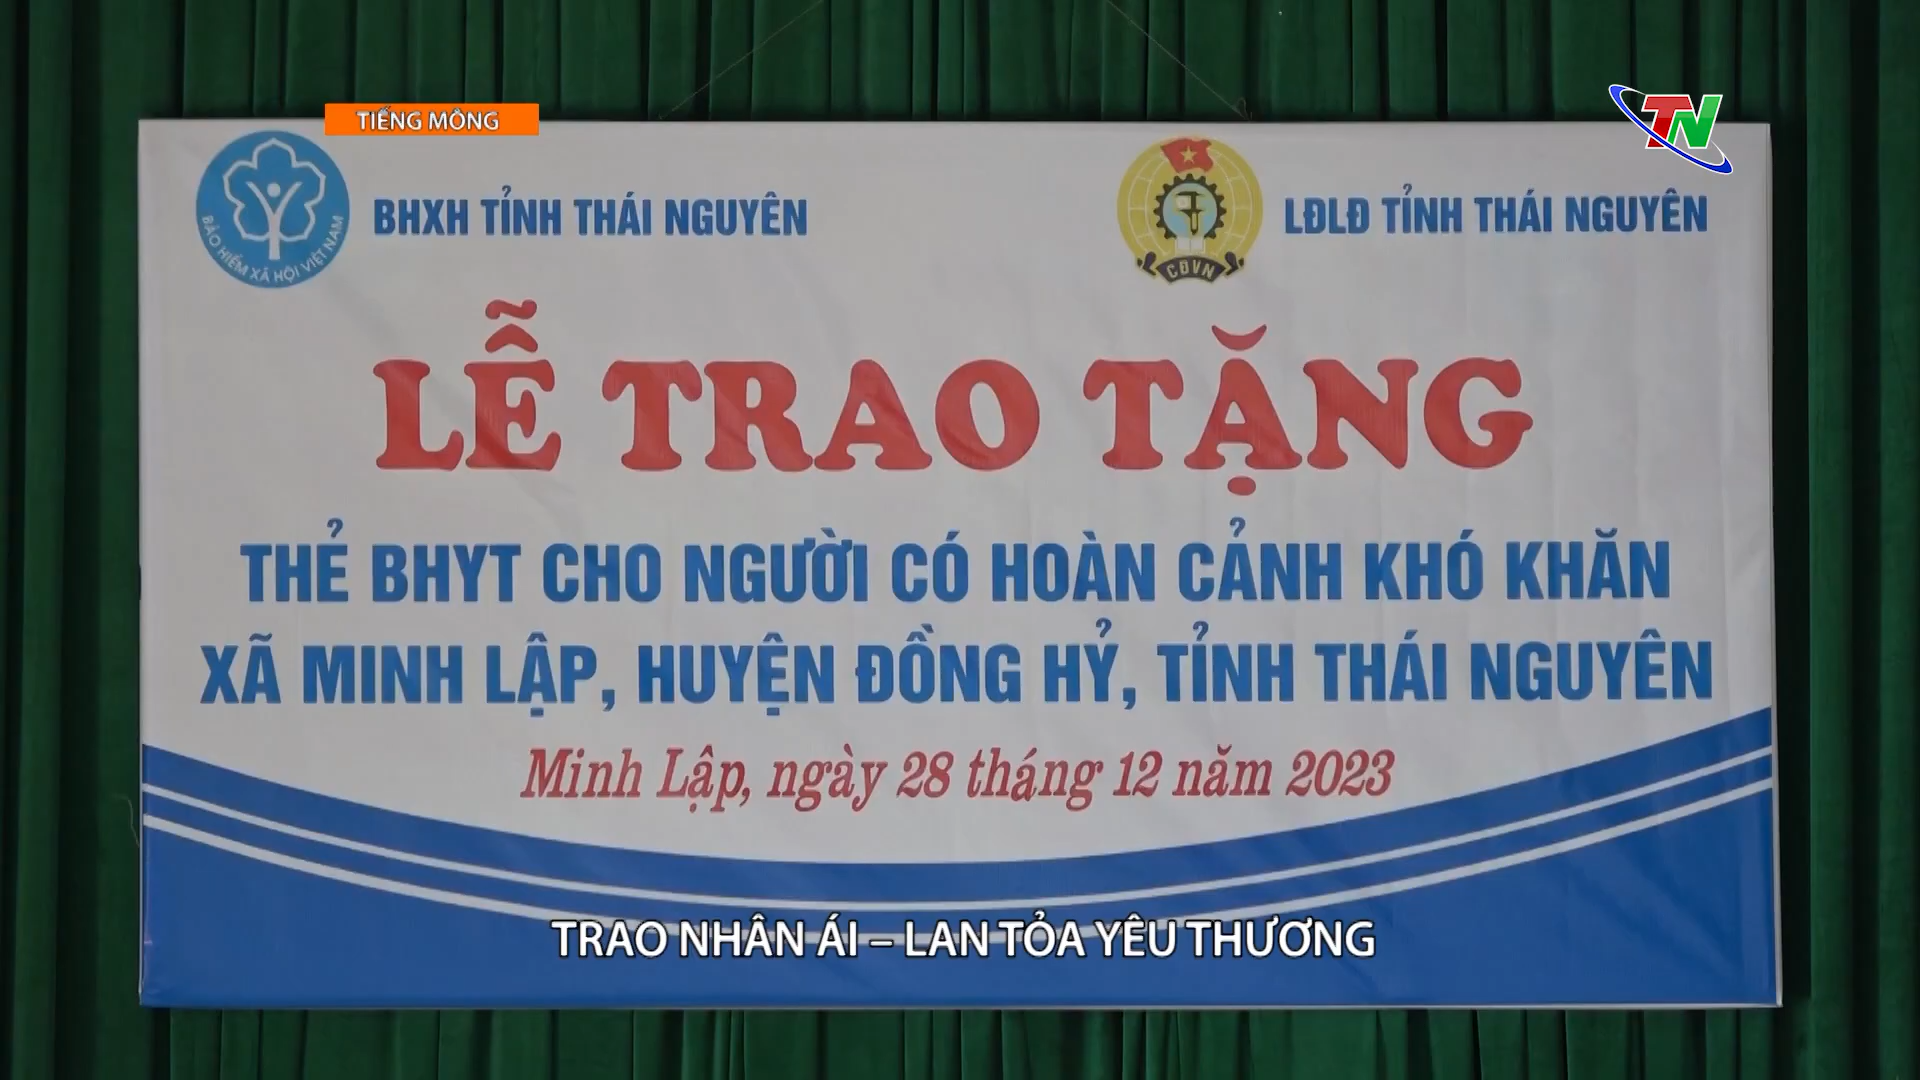 TIẾNG MÔNG
TN
BẢO HIỂM XÃ HỘI VIỆT NAM
BHXH TỈNH THÁI NGUYÊN
CĐVN
LĐLĐ TỈNH THÁI NGUYÊN
LỄ TRAO TẶNG
THẺ BHYT CHO NGƯỜI CÓ HOÀN CẢNH KHÓ KHĂN
XÃ MINH LẬP, HUYỆN ĐỒNG HỶ, TỈNH THÁI NGUYÊN
Minh Lập, ngày 28 tháng 12 năm 2023
TRAO NHÂN ÁI – LAN TỎA YÊU THƯƠNG